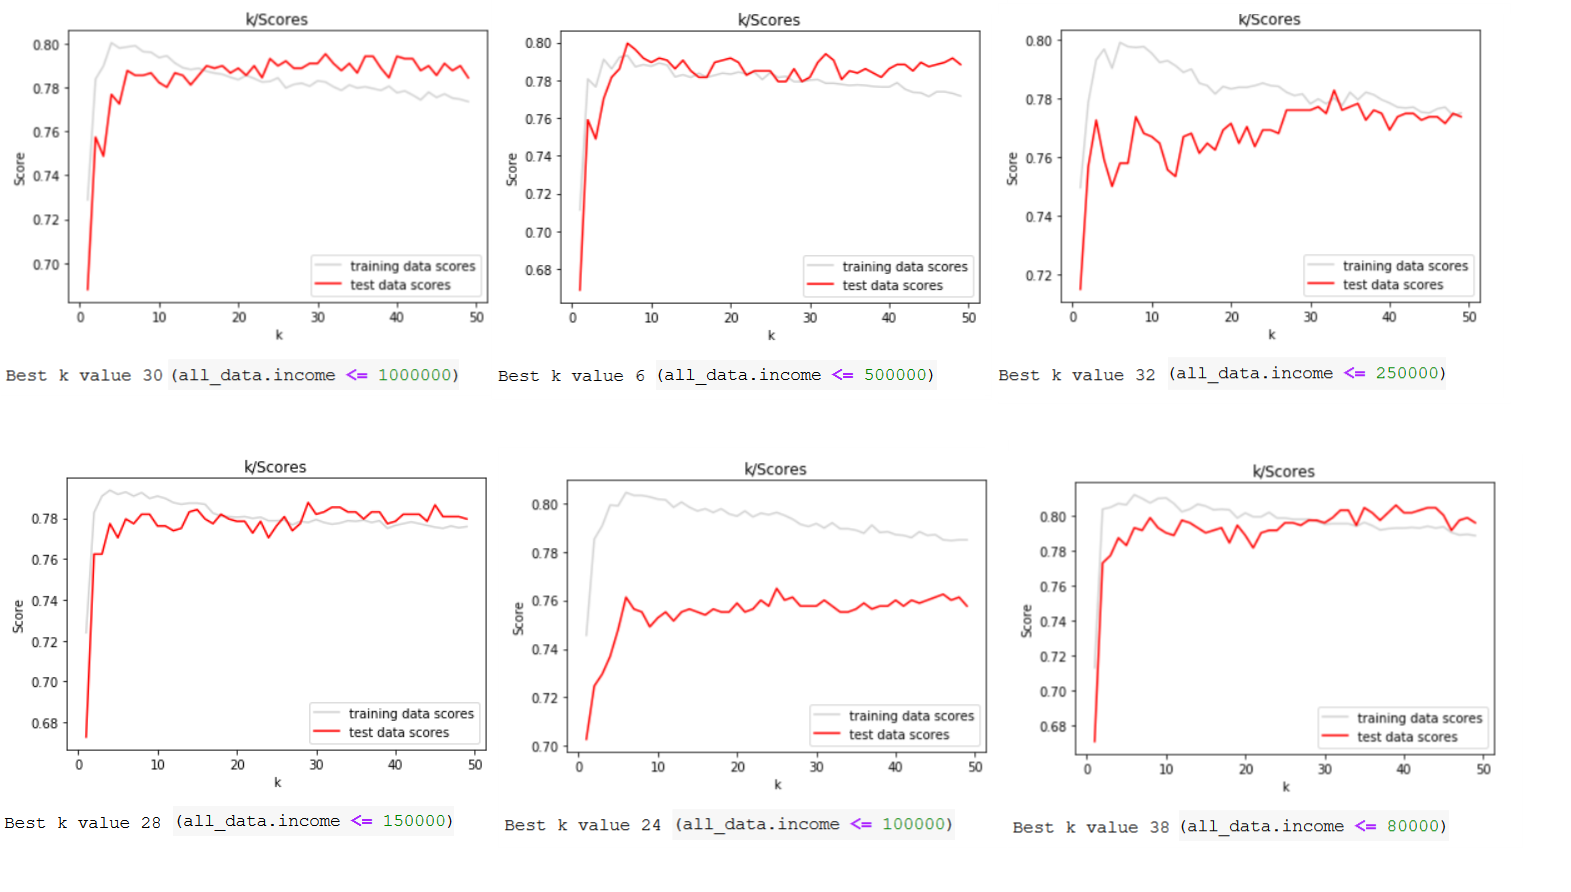 k/Scores
0.80
0.78
0.76
0.74
0.72
0.70
Score
0 10 20 30 40 50
k
training data scores
test data scores
Best k value 30 (all_data.income <= 1000000)
k/Scores
0.80
0.78
0.76
0.74
0.72
0.70
0.68
Score
0 10 20 30 40 50
k
training data scores
test data scores
Best k value 6 (all_data.income <= 500000)
k/Scores
0.80
0.78
0.76
0.74
0.72
Score
0 10 20 30 40 50
k
training data scores
test data scores
Best k value 32 (all_data.income <= 250000)
k/Scores
0.78
0.76
0.74
0.72
0.70
0.68
Score
0 10 20 30 40 50
k
training data scores
test data scores
Best k value 28 (all_data.income <= 150000)
k/Scores
0.80
0.78
0.76
0.74
0.72
0.70
Score
0 10 20 30 40 50
k
training data scores
test data scores
Best k value 24 (all_data.income <= 100000)
k/Scores
0.80
0.78
0.76
0.74
0.72
0.70
0.68
Score
0 10 20 30 40 50
k
training data scores
test data scores
Best k value 38 (all_data.income <= 80000)